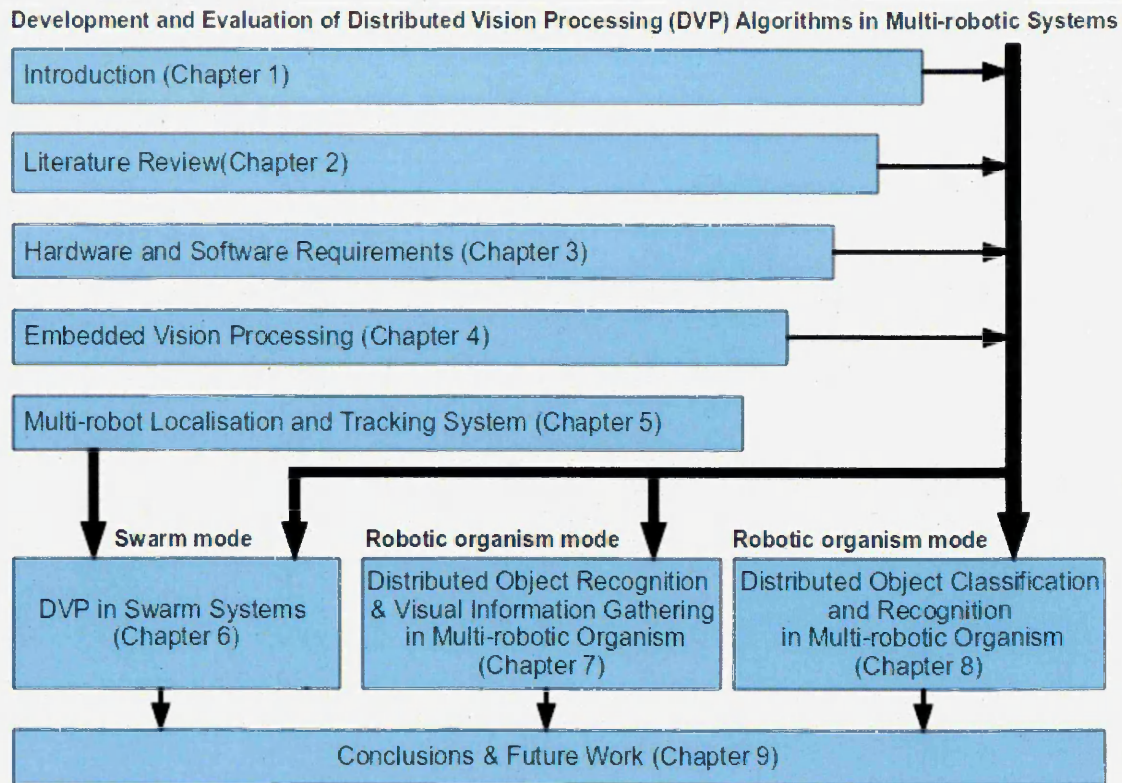 Development and Evaluation of Distributed Vision Processing (DVP) Algorithms in Multi-robotic Systems
Introduction (Chapter 1)
Literature Review(Chapter 2)
Hardware and Software Requirements (Chapter 3)
Embedded Vision Processing (Chapter 4)
Multi-robot Localisation and Tracking System (Chapter 5)
Swarm mode
DVP in Swarm Systems
(Chapter 6)
Robotic organism mode
Distributed Object Recognition
& Visual Information Gathering
in Multi-robotic Organism
(Chapter 7)
Robotic organism mode
Distributed Object Classification
and Recognition
in Multi-robotic Organism
(Chapter 8)
Conclusions & Future Work (Chapter 9)